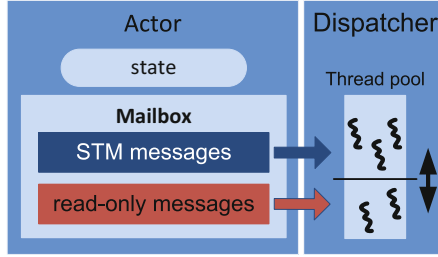 Actor
Dispatcher
state
Thread pool
Mailbox
STM messages
read-only messages